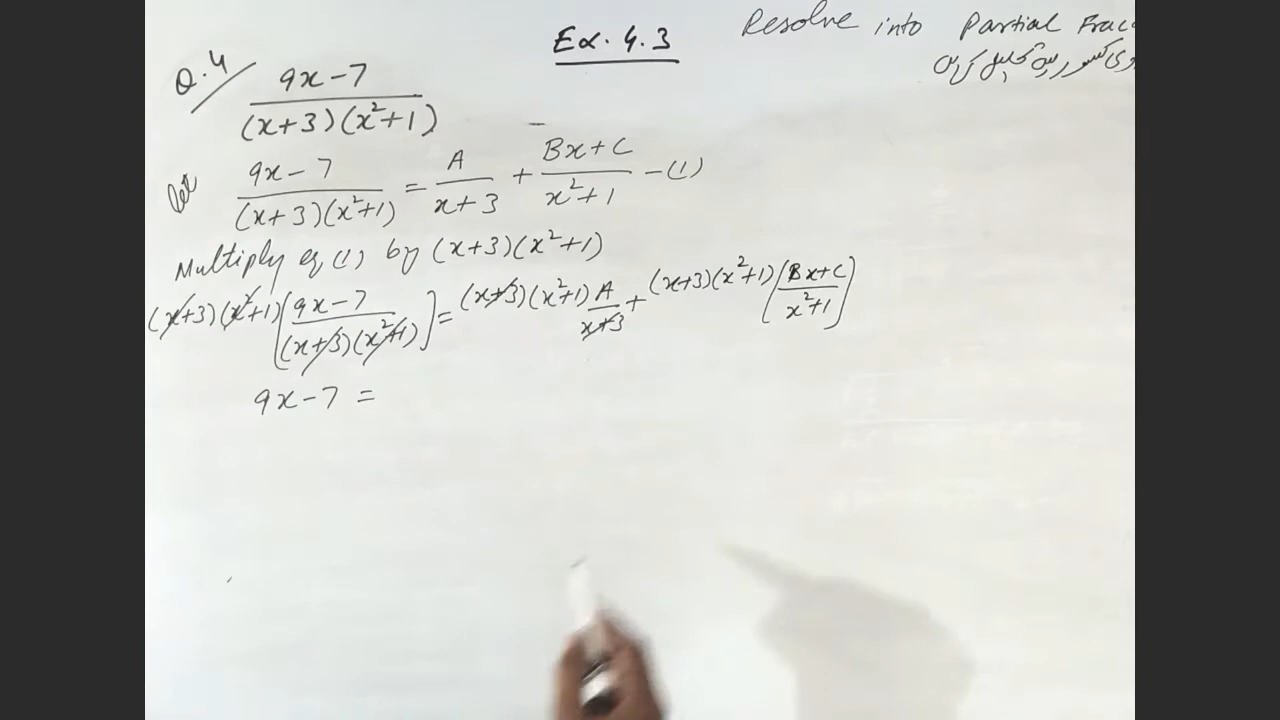 Ex. 4.3
Resolve into Partial Frac
Q.4 (9x-7)/((x+3)(x²+1))
let (9x-7)/((x+3)(x²+1)) = A/(x+3) + (Bx+C)/(x²+1) - (1)
Multiply eq (1) by (x+3)(x²+1)
(x+3)(x²+1)[(9x-7)/((x+3)(x²+1))] = (x+3)(x²+1) A/(x+3) + (x+3)(x²+1)[(Bx+C)/(x²+1)]
9x-7 =